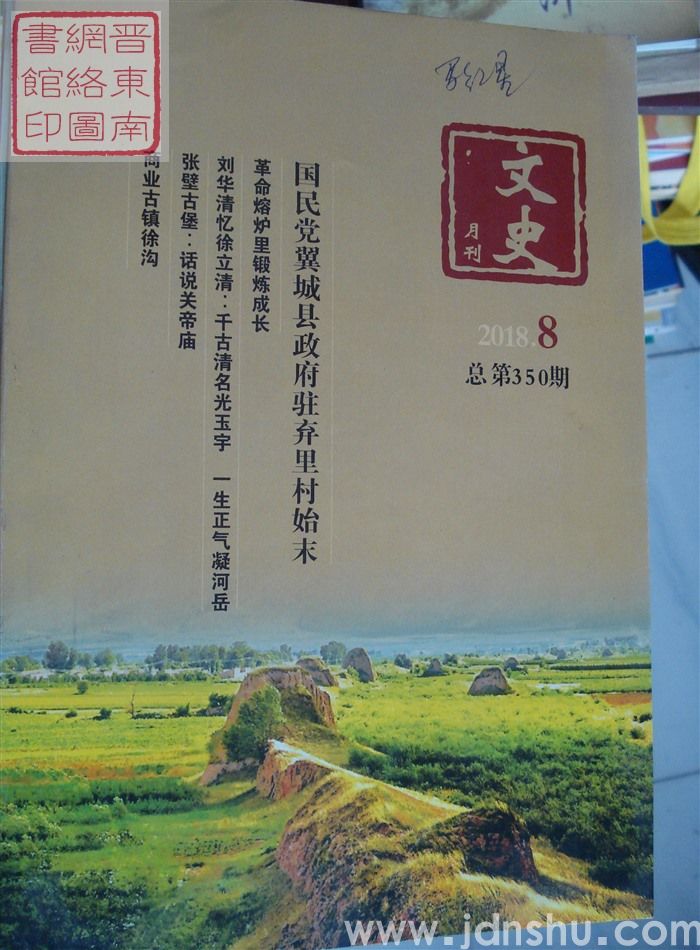 晋東南
網絡圖
書館印
文史
月刊
2018.8
总第350期
国民党翼城县政府驻弃里村始末
革命熔炉里锻炼成长
刘华清忆徐立清：千古清名光玉宇 一生正气凝河岳
张壁古堡：话说关帝庙
商业古镇徐沟
www.jdnshu.com